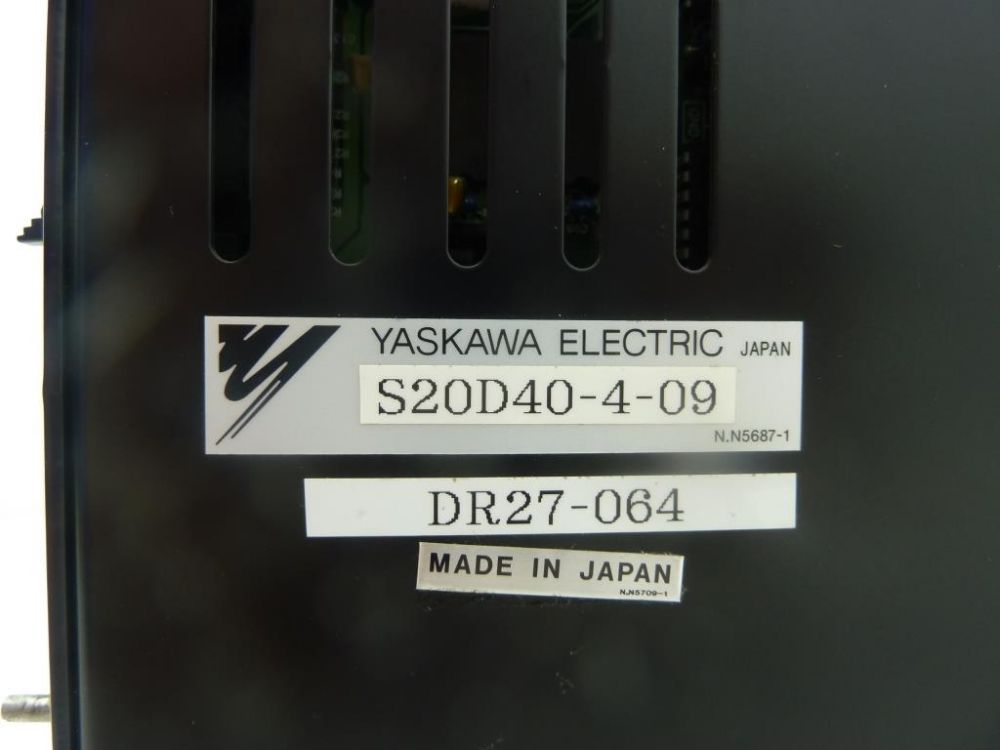 YASKAWA ELECTRIC JAPAN
S20D40-4-09
N.N5687-1
DR27-064
MADE IN JAPAN
N.N5709-1